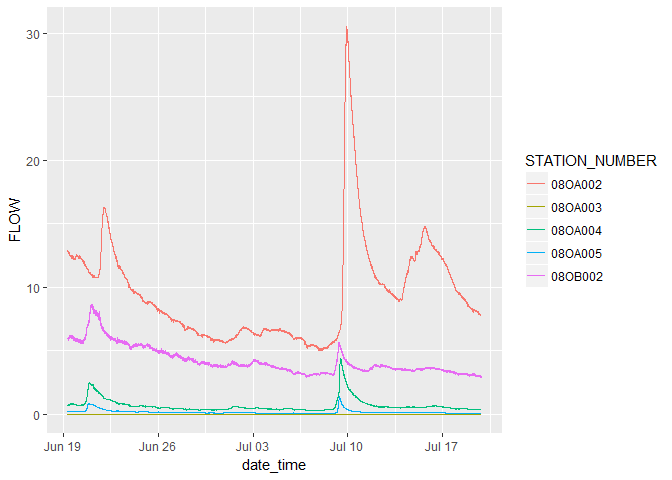 FLOW
30
20
10
0
Jun 19
Jun 26
Jul 03
Jul 10
Jul 17
date_time
STATION_NUMBER
08OA002
08OA003
08OA004
08OA005
08OB002